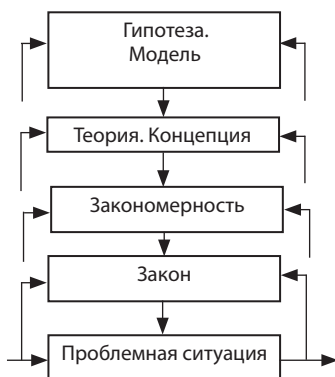 Гипотеза.
Модель
Теория. Концепция
Закономерность
Закон
Проблемная ситуация